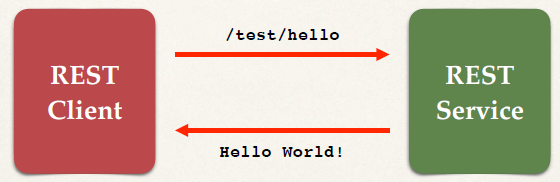 REST
Client
/test/hello
Hello World!
REST
Service